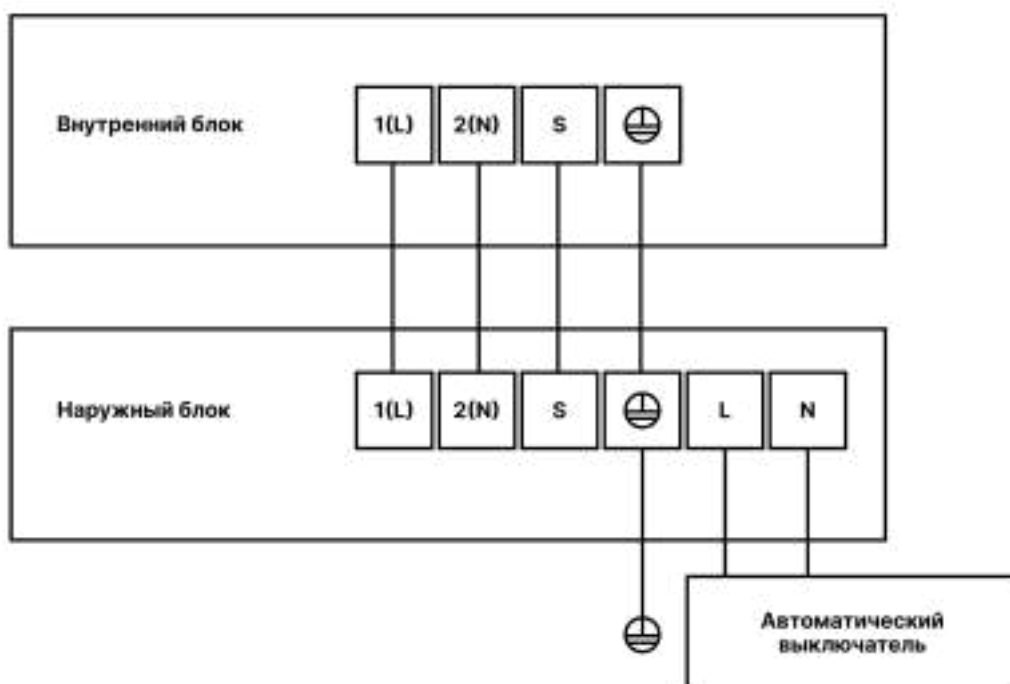 Внутренний блок
1(L) 2(N) S
Наружный блок
1(L) 2(N) S L N
Автоматический
выключатель